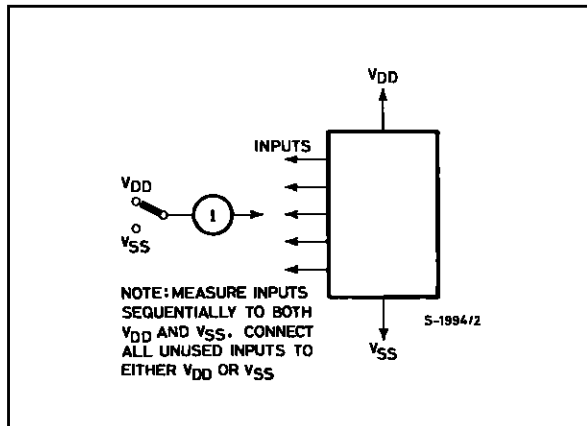 VDD
INPUTS
VDD
I
VSS
NOTE: MEASURE INPUTS
SEQUENTIALLY TO BOTH
VDD AND VSS. CONNECT
ALL UNUSED INPUTS TO
EITHER VDD OR VSS
S-1994/2
VSS